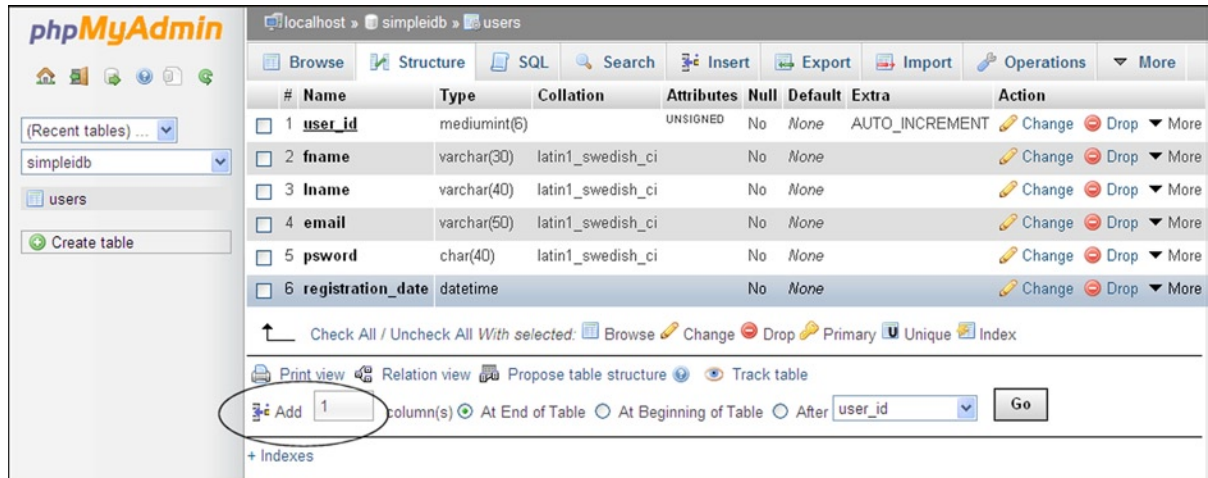 phpMyAdmin
(Recent tables) ...
simpleidb
users
Create table
localhost » simpleidb » users
Browse Structure SQL Search Insert Export Import Operations More
# Name Type Collation Attributes Null Default Extra Action
1 user_id mediumint(6) UNSIGNED No None AUTO_INCREMENT Change Drop More
2 fname varchar(30) latin1_swedish_ci No None Change Drop More
3 lname varchar(40) latin1_swedish_ci No None Change Drop More
4 email varchar(50) latin1_swedish_ci No None Change Drop More
5 psword char(40) latin1_swedish_ci No None Change Drop More
6 registration_date datetime No None Change Drop More
Check All / Uncheck All With selected: Browse Change Drop Primary U Unique Index
Print view Relation view Propose table structure Track table
Add 1 column(s) At End of Table At Beginning of Table After user_id Go
+ Indexes